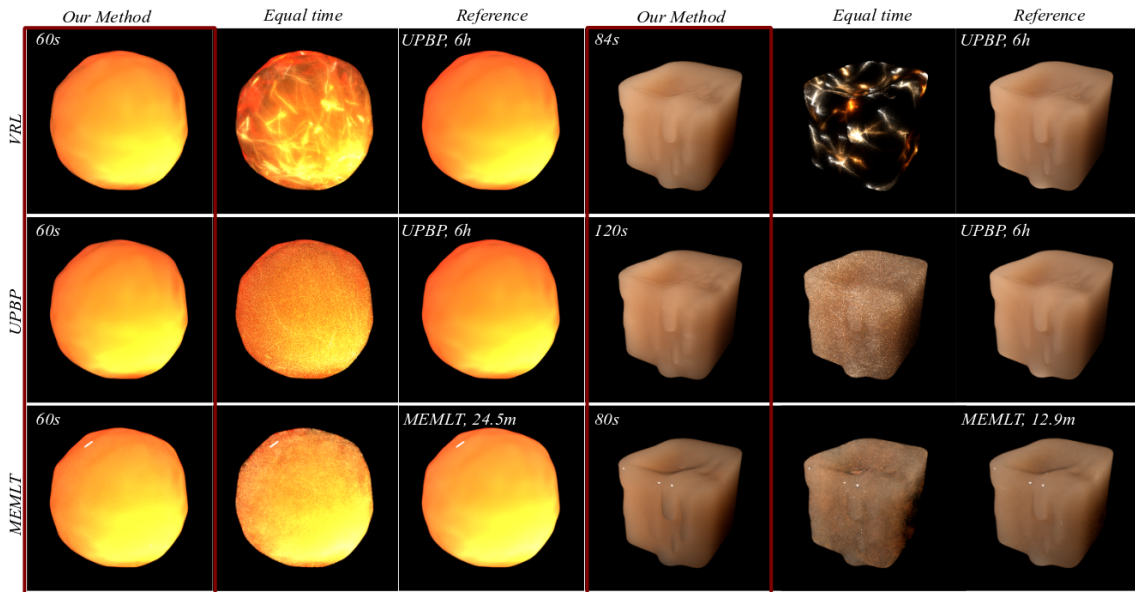 Our Method Equal time Reference Our Method Equal time Reference
VRL
60s UPBP, 6h 84s UPBP, 6h
UPBP
60s UPBP, 6h 120s UPBP, 6h
MEMLT
60s MEMLT, 24.5m 80s MEMLT, 12.9m